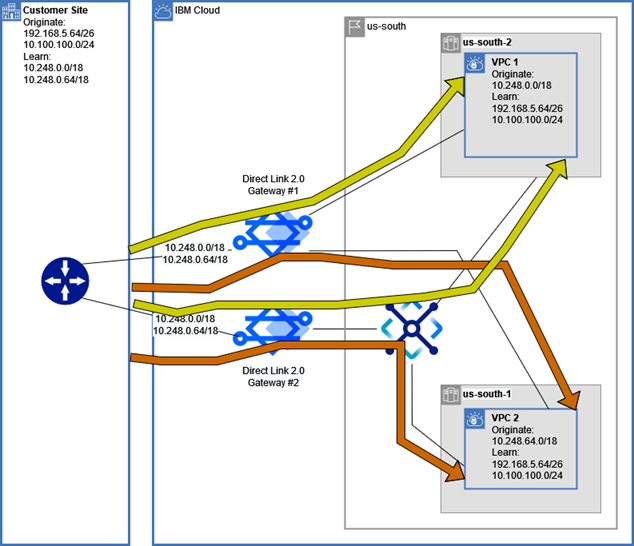 Customer Site
Originate:
192.168.5.64/26
10.100.100.0/24
Learn:
10.248.0.0/18
10.248.0.64/18
IBM Cloud
us-south
us-south-2
VPC 1
Originate:
10.248.0.0/18
Learn:
192.168.5.64/26
10.100.100.0/24
Direct Link 2.0
Gateway #1
10.248.0.0/18
10.248.0.64/18
10.248.0.0/18
10.248.0.64/18
Direct Link 2.0
Gateway #2
us-south-1
VPC 2
Originate:
10.248.64.0/18
Learn:
192.168.5.64/26
10.100.100.0/24